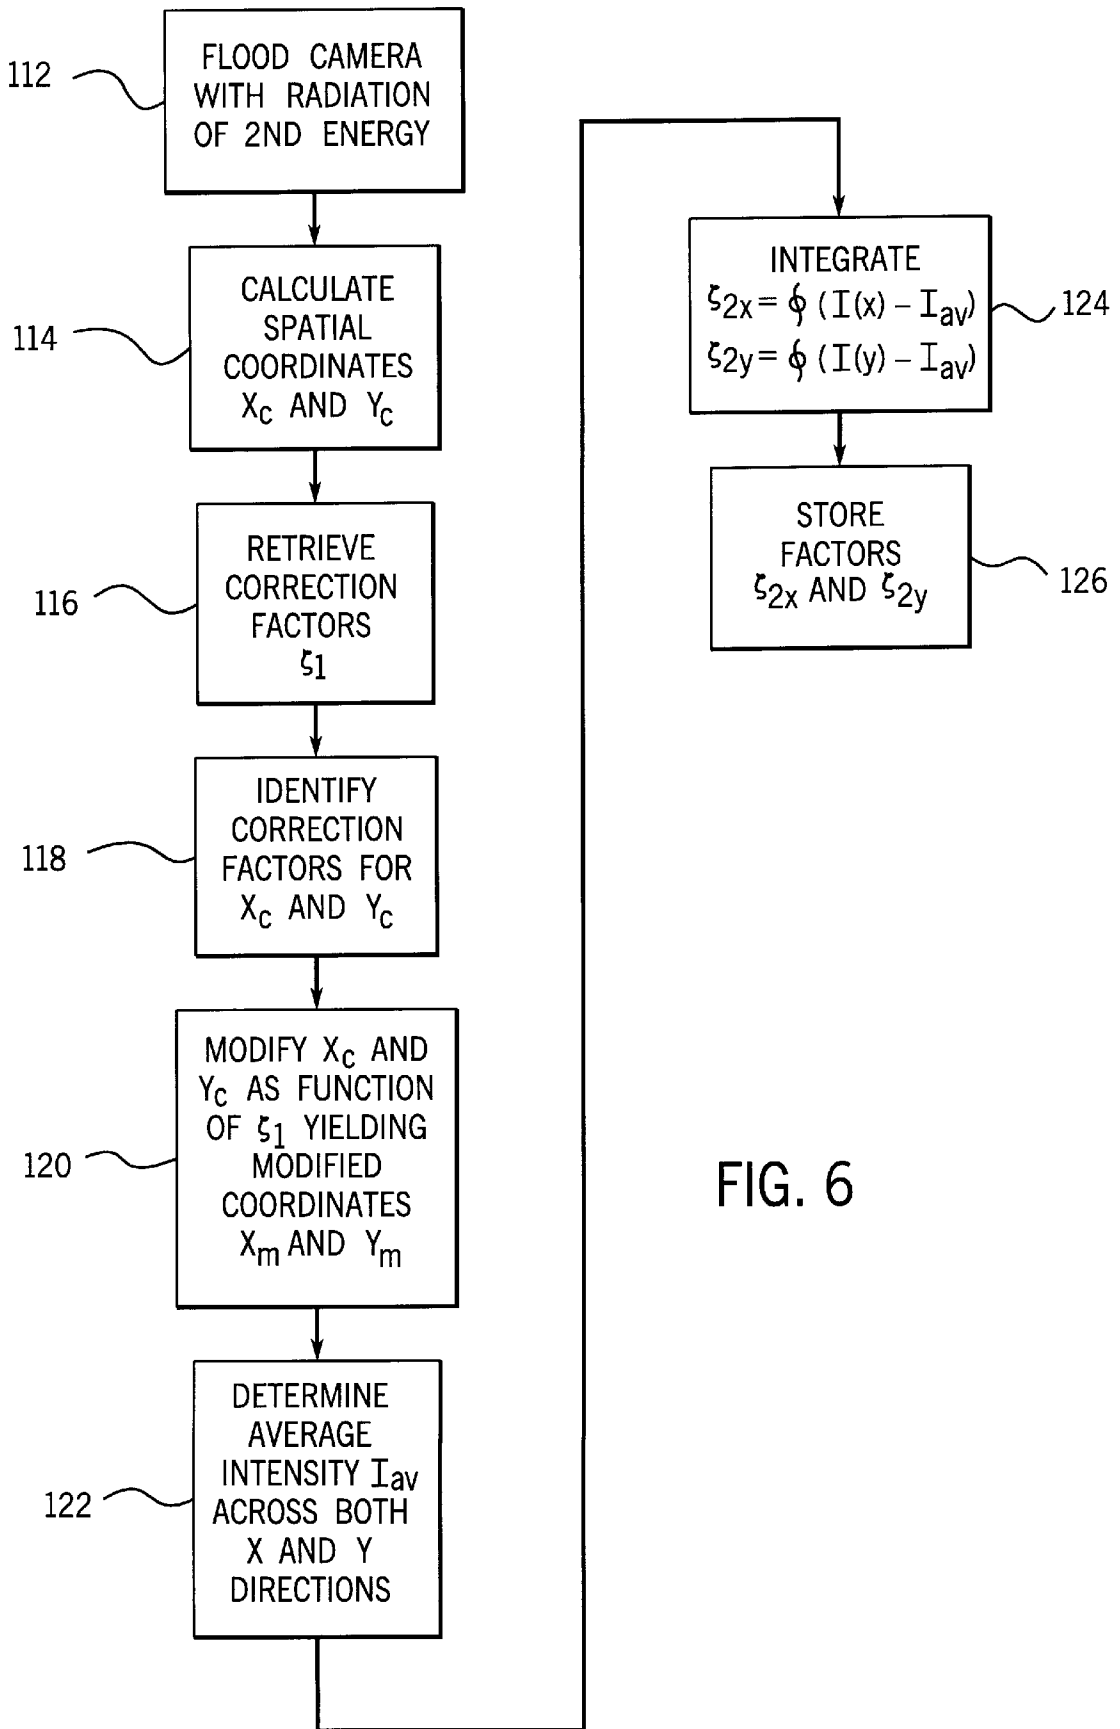 112
FLOOD CAMERA
WITH RADIATION
OF 2ND ENERGY
114
CALCULATE
SPATIAL
COORDINATES
Xc AND Yc
116
RETRIEVE
CORRECTION
FACTORS
ζ1
118
IDENTIFY
CORRECTION
FACTORS FOR
Xc AND Yc
120
MODIFY Xc AND
Yc AS FUNCTION
OF ζ1 YIELDING
MODIFIED
COORDINATES
Xm AND Ym
122
DETERMINE
AVERAGE
INTENSITY Iav
ACROSS BOTH
X AND Y
DIRECTIONS
124
INTEGRATE
ζ2x = ∮ (I(x) – Iav)
ζ2y = ∮ (I(y) – Iav)
126
STORE
FACTORS
ζ2x AND ζ2y
FIG. 6